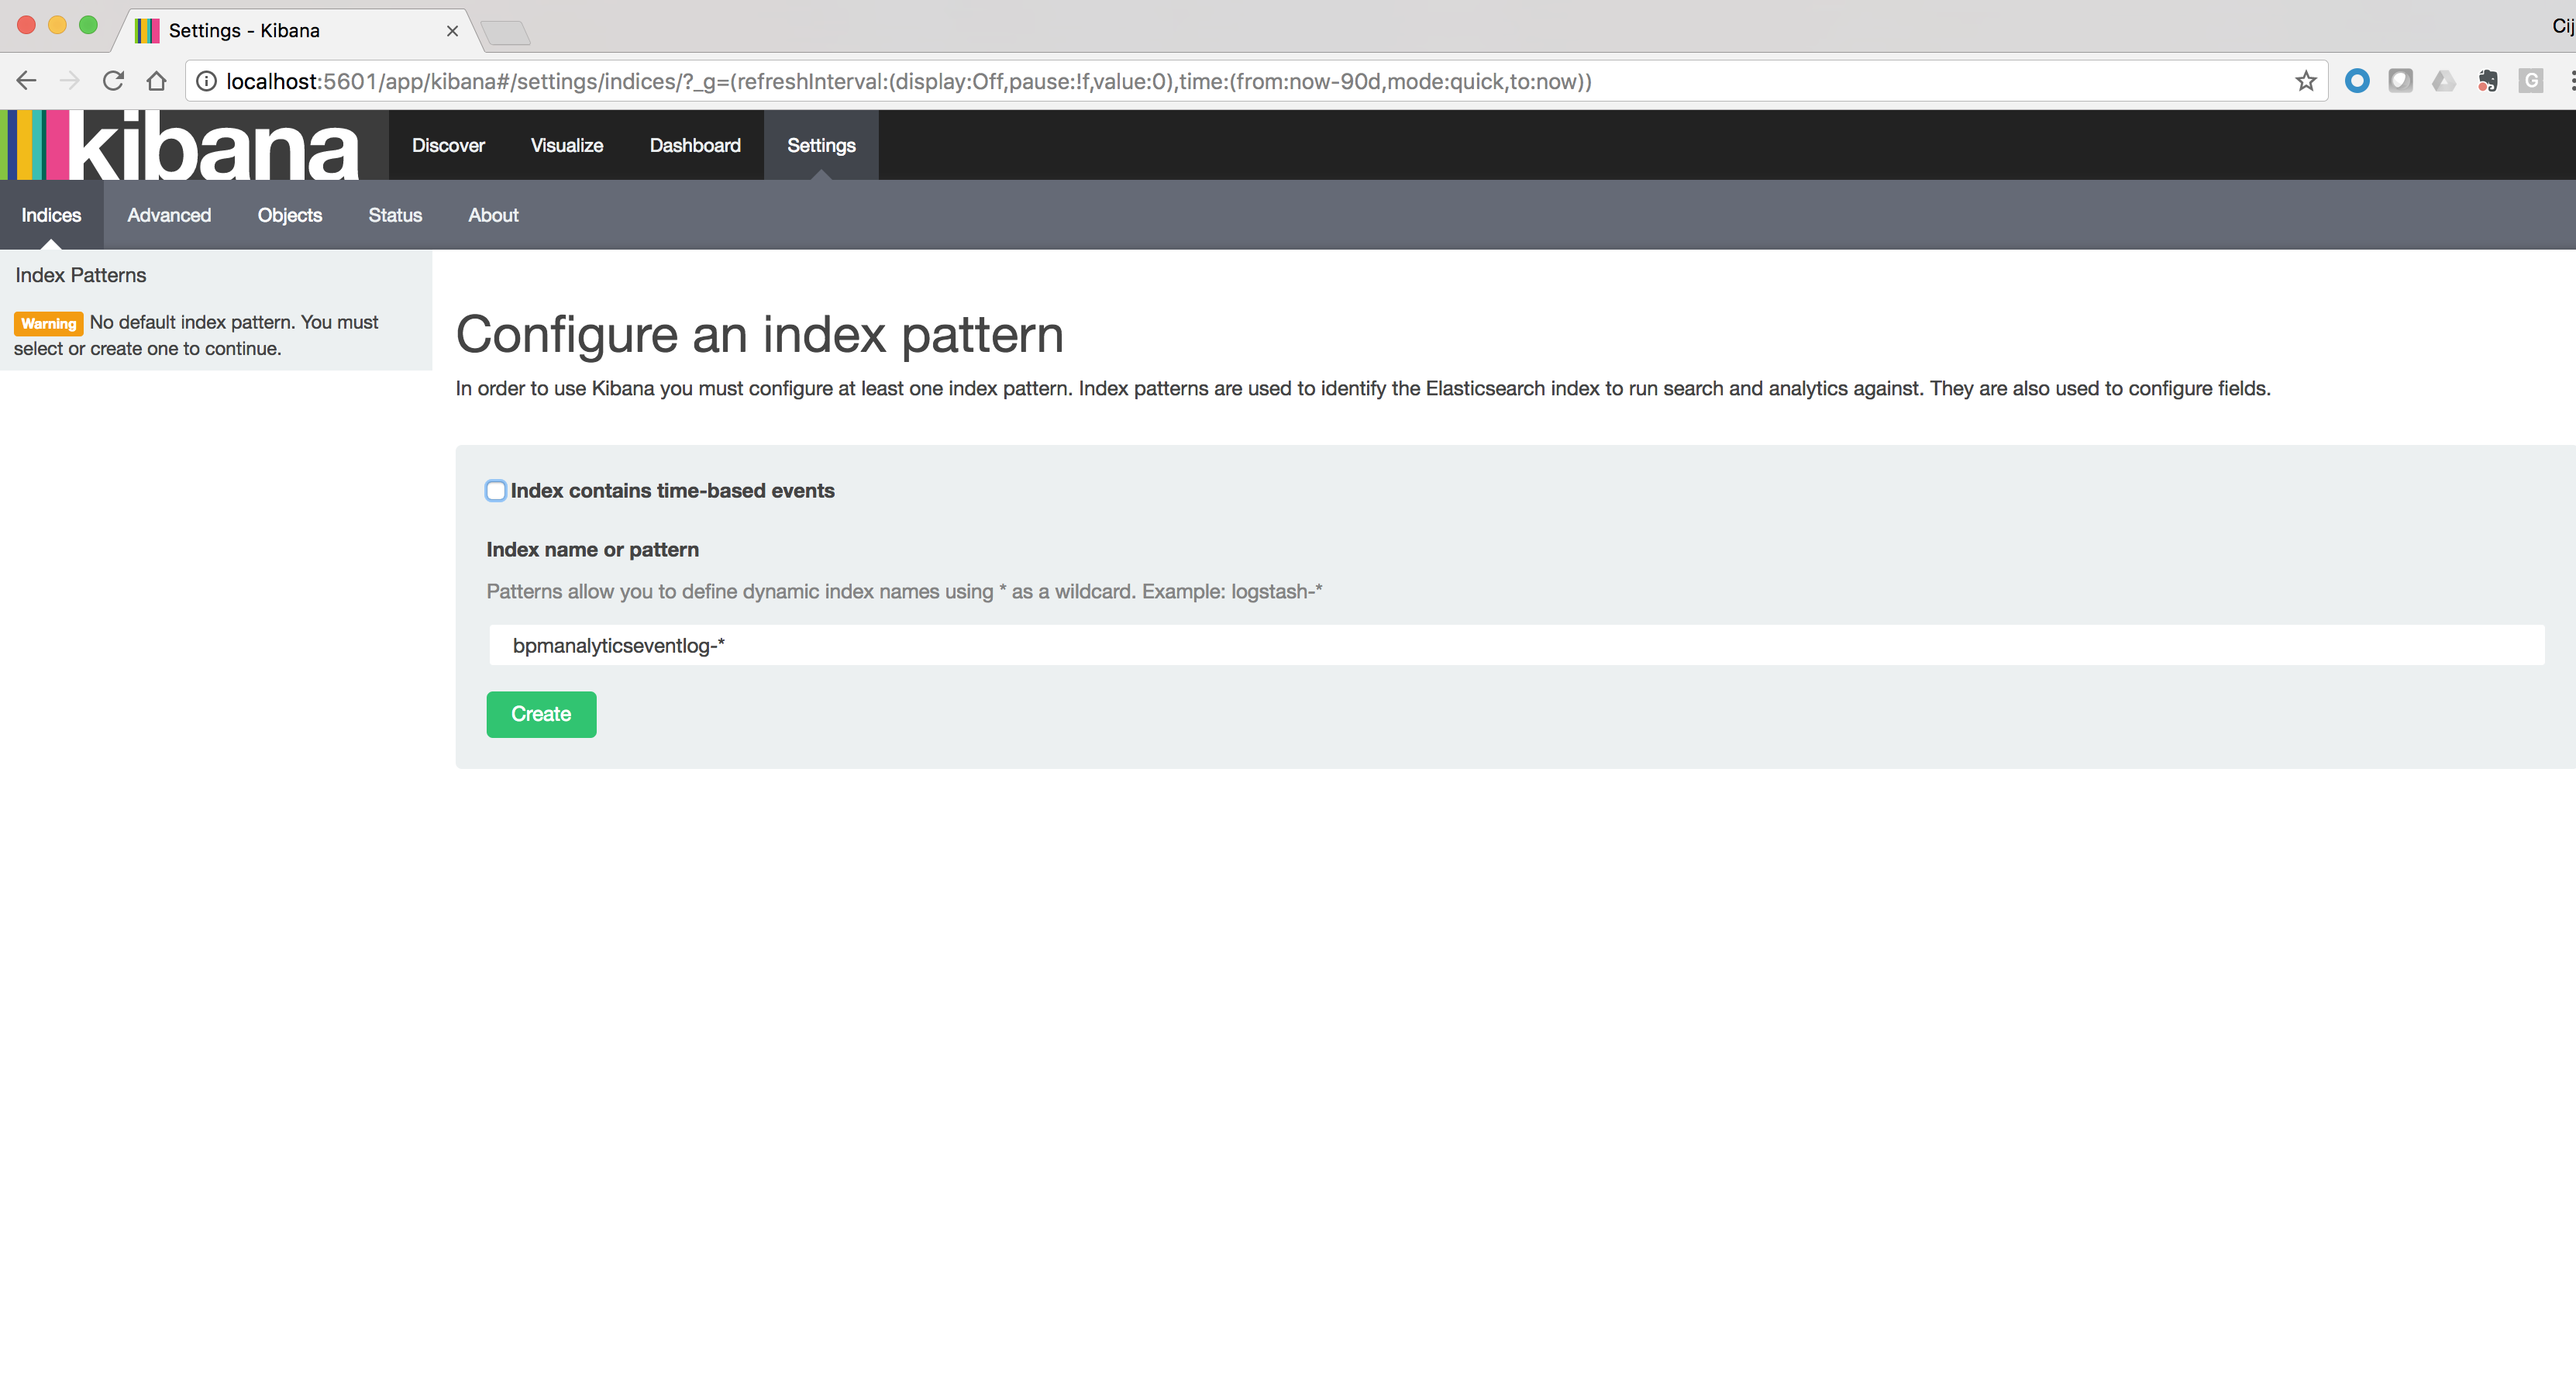 Settings - Kibana
Cij
localhost:5601/app/kibana#/settings/indices/?_g=(refreshInterval:(display:Off,pause:!f,value:0),time:(from:now-90d,mode:quick,to:now))
G
kibana Discover Visualize Dashboard Settings
Indices Advanced Objects Status About
Index Patterns
Warning No default index pattern. You must
select or create one to continue.
Configure an index pattern
In order to use Kibana you must configure at least one index pattern. Index patterns are used to identify the Elasticsearch index to run search and analytics against. They are also used to configure fields.
Index contains time-based events
Index name or pattern
Patterns allow you to define dynamic index names using * as a wildcard. Example: logstash-*
bpmanalyticseventlog-*
Create